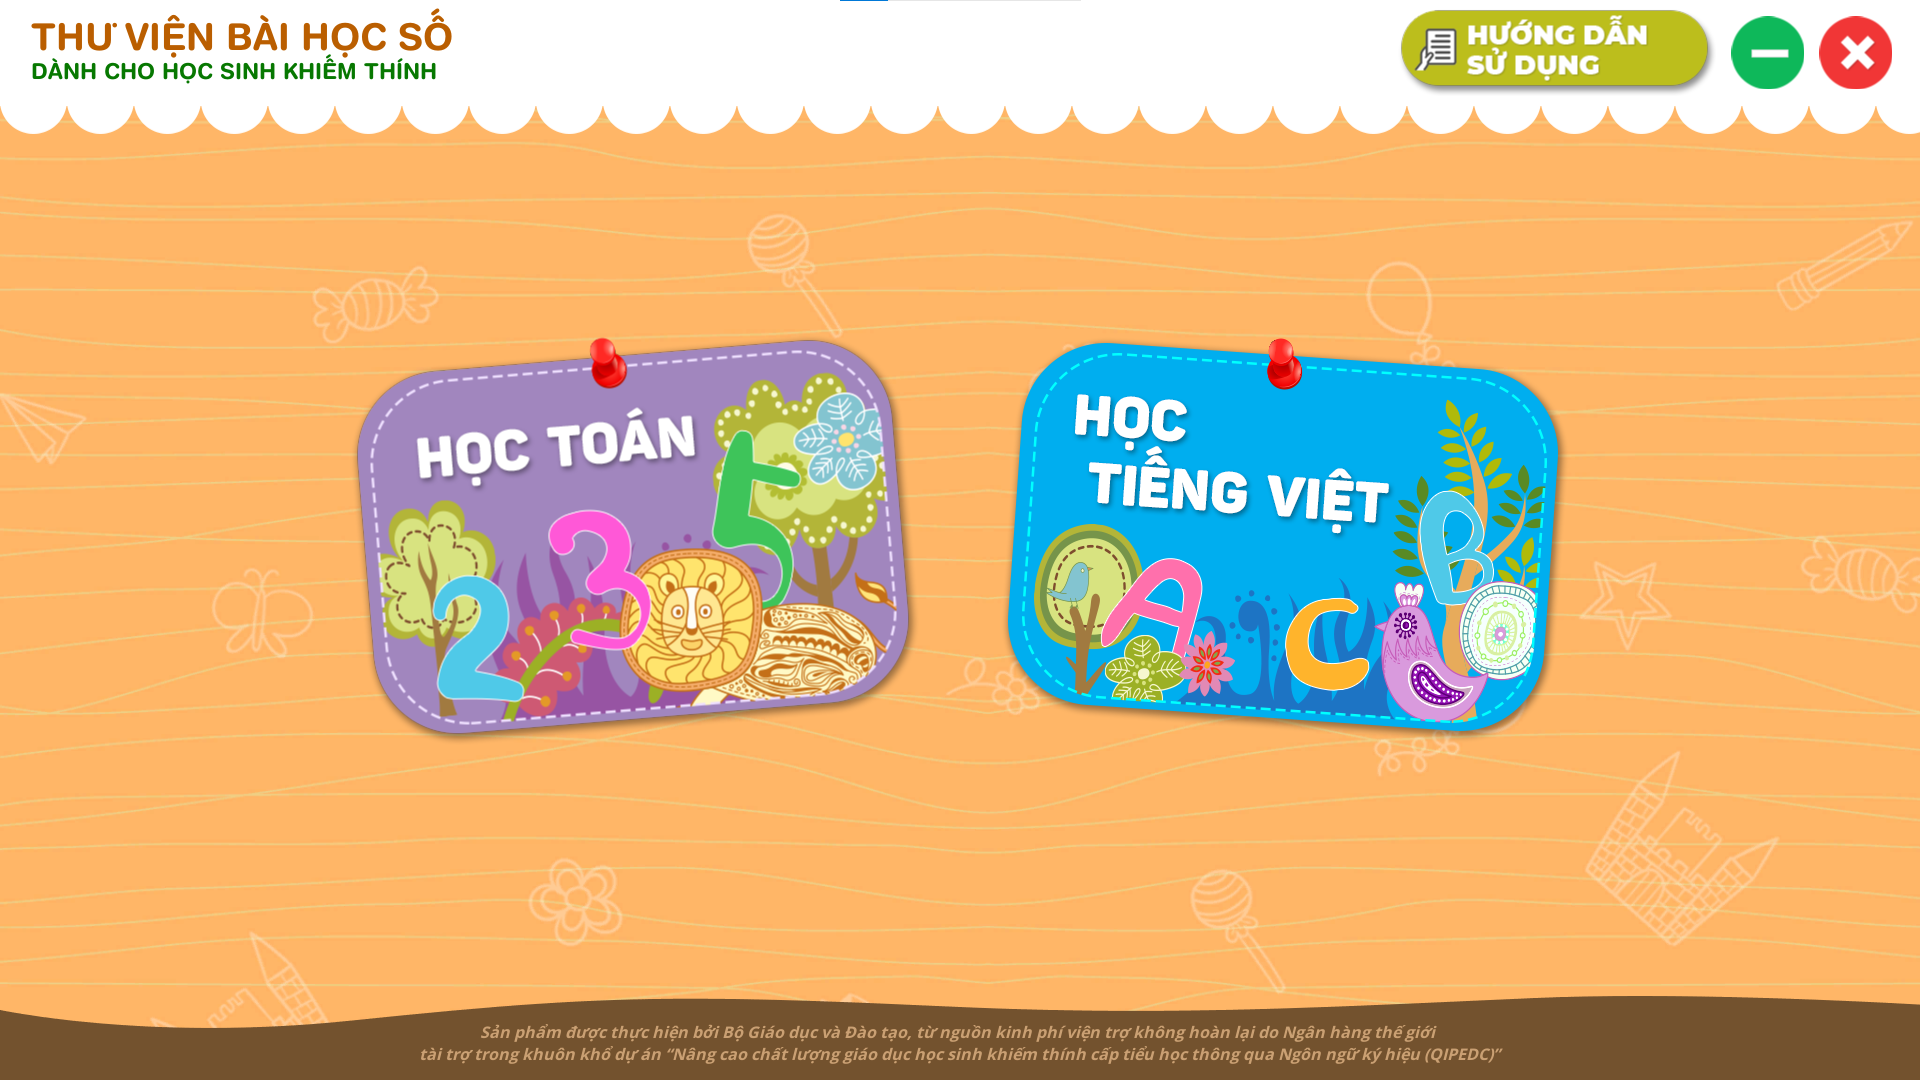 THƯ VIỆN BÀI HỌC SỐ
DÀNH CHO HỌC SINH KHIẾM THÍNH
HƯỚNG DẪN
SỬ DỤNG
HỌC TOÁN
2 3 5
HỌC
TIẾNG VIỆT
A C B
Sản phẩm được thực hiện bởi Bộ Giáo dục và Đào tạo, từ nguồn kinh phí viện trợ không hoàn lại do Ngân hàng thế giới
tài trợ trong khuôn khổ dự án “Nâng cao chất lượng giáo dục học sinh khiếm thính cấp tiểu học thông qua Ngôn ngữ ký hiệu (QIPEDC)”